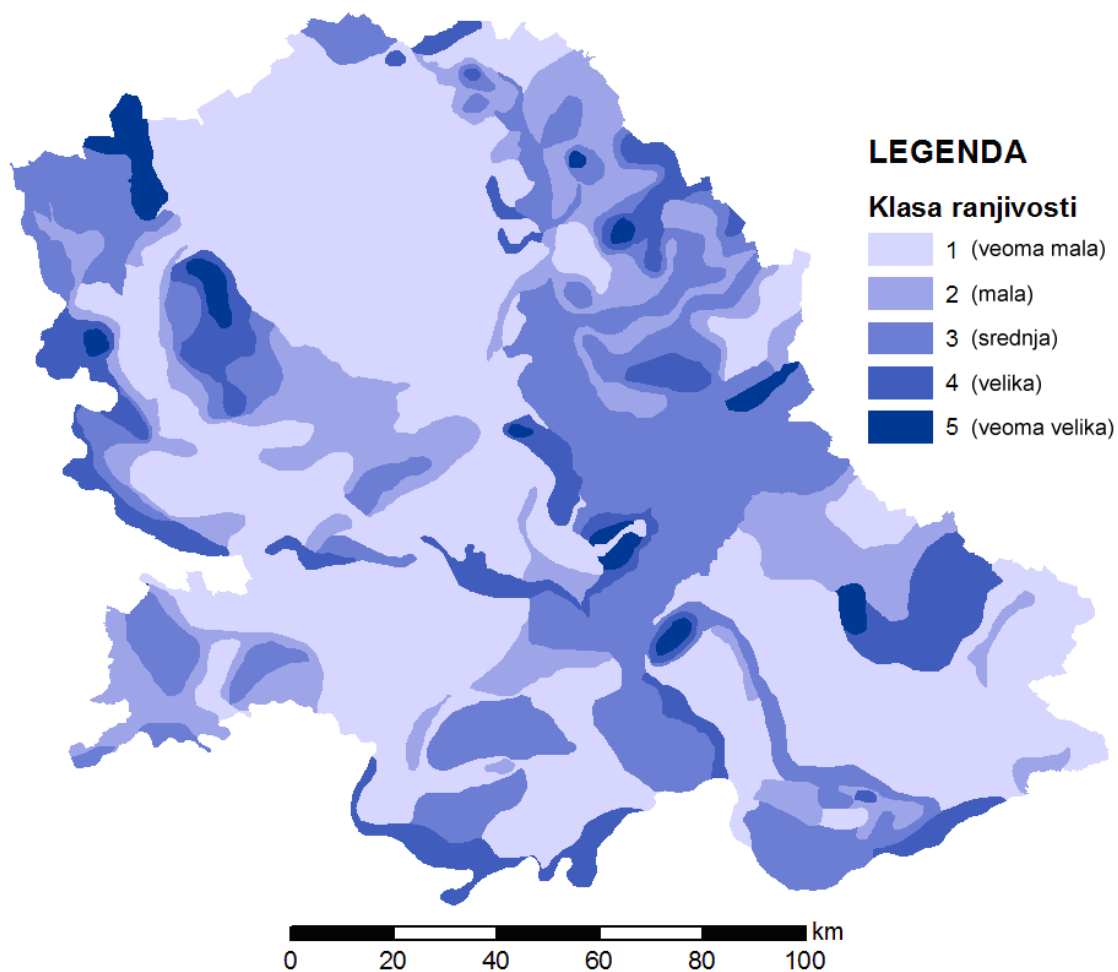 LEGENDA
Klasa ranjivosti
1 (veoma mala)
2 (mala)
3 (srednja)
4 (velika)
5 (veoma velika)
km
0 20 40 60 80 100